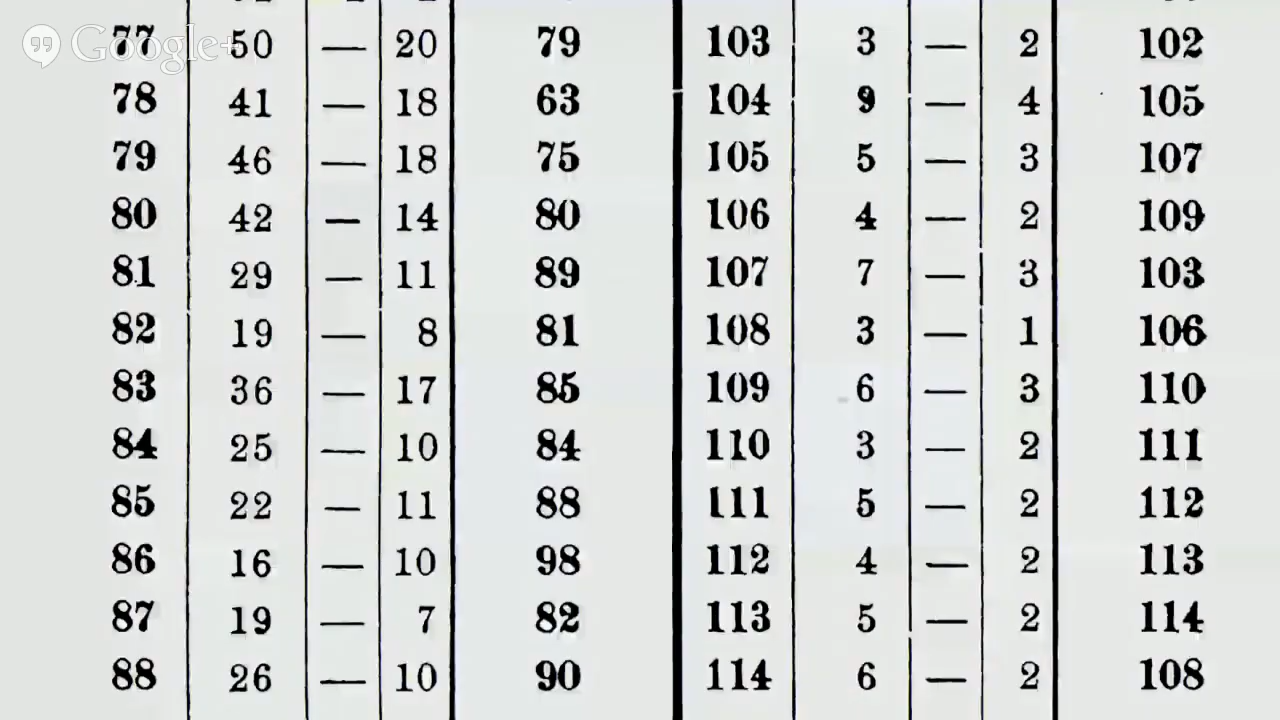 Google+
77 50 — 20 79 103 3 — 2 102
78 41 — 18 63 104 9 — 4 105
79 46 — 18 75 105 5 — 3 107
80 42 — 14 80 106 4 — 2 109
81 29 — 11 89 107 7 — 3 103
82 19 — 8 81 108 3 — 1 106
83 36 — 17 85 109 6 — 3 110
84 25 — 10 84 110 3 — 2 111
85 22 — 11 88 111 5 — 2 112
86 16 — 10 98 112 4 — 2 113
87 19 — 7 82 113 5 — 2 114
88 26 — 10 90 114 6 — 2 108